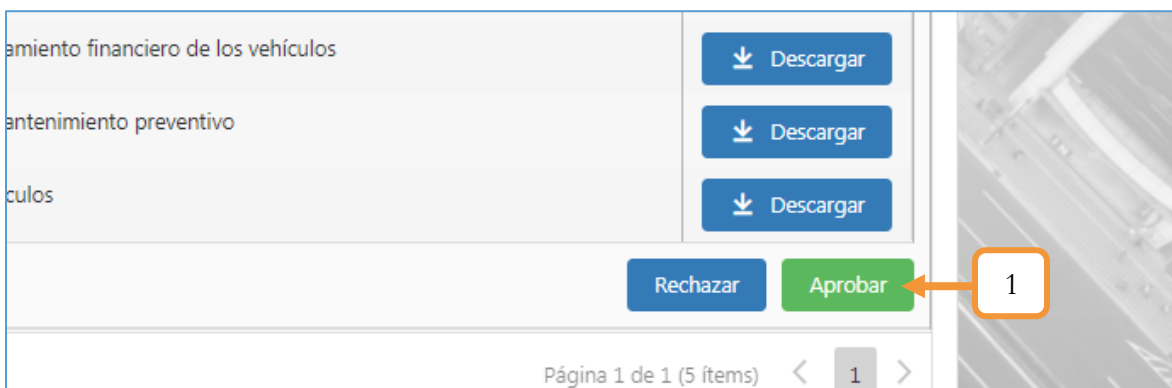 amiento financiero de los vehículos
Descargar
antenimiento preventivo
Descargar
culos
Descargar
Rechazar Aprobar 1
Página 1 de 1 (5 ítems) < 1 >